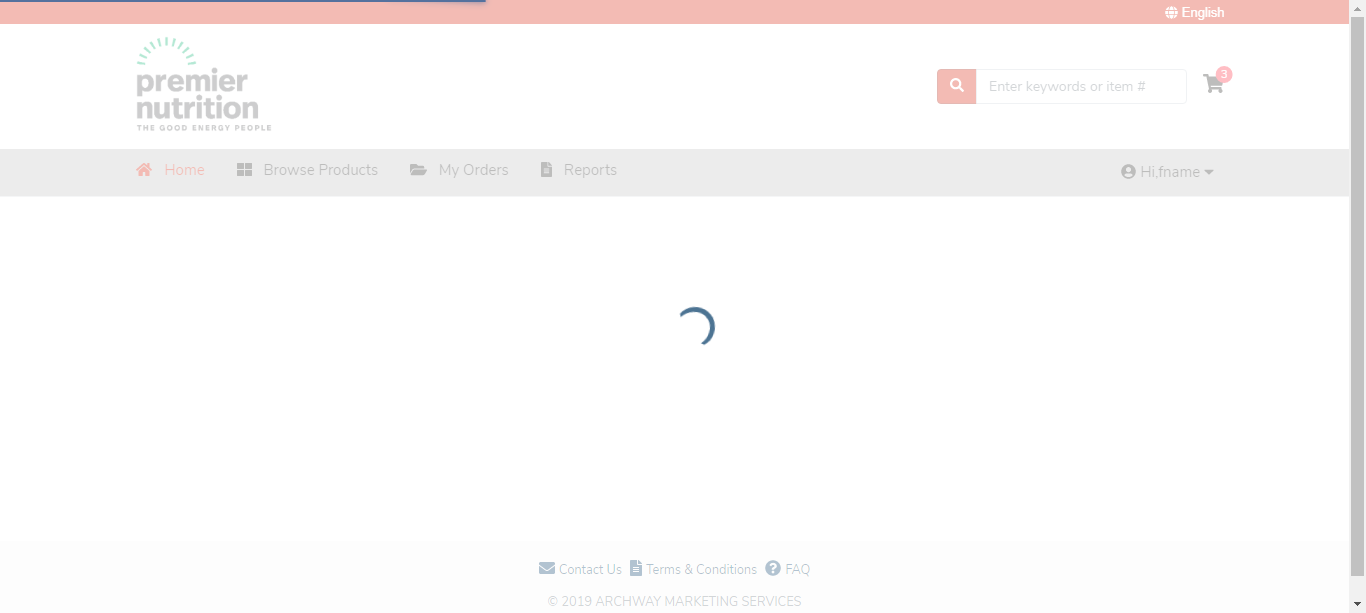 English
premier
nutrition
THE GOOD ENERGY PEOPLE
Enter keywords or item #
3
Home Browse Products My Orders Reports Hi,fname
Contact Us Terms & Conditions FAQ
© 2019 ARCHWAY MARKETING SERVICES